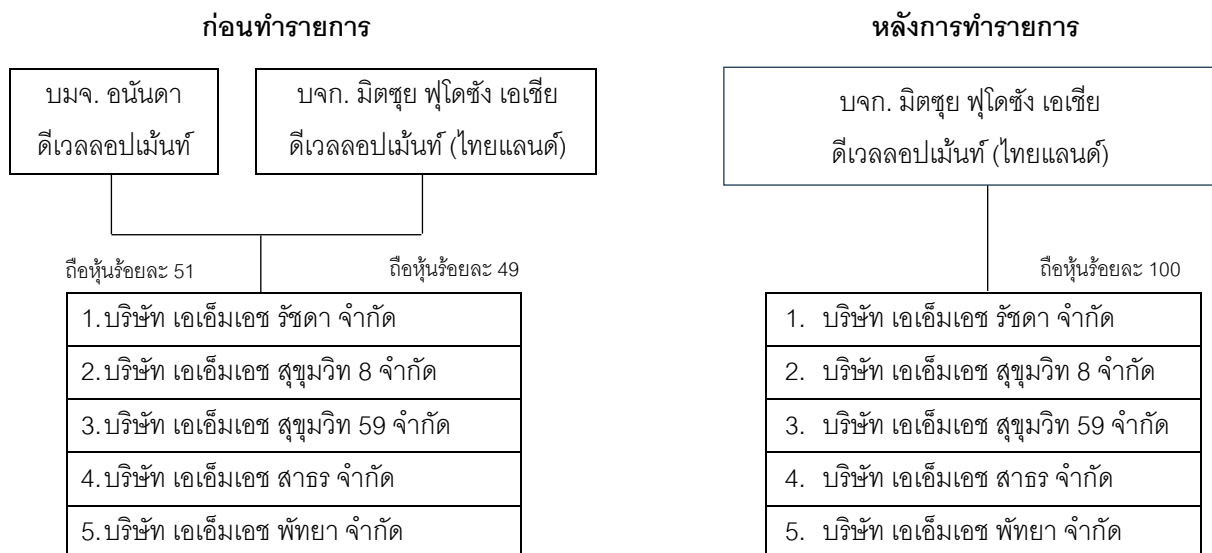 ก่อนทำรายการ
บมจ. อนันดา
ดีเวลลอปเม้นท์
บจก. มิตซุย ฟุโดซัง เอเชีย
ดีเวลลอปเม้นท์ (ไทยแลนด์)
ถือหุ้นร้อยละ 51
ถือหุ้นร้อยละ 49
1.บริษัท เอเอ็มเอช รัชดา จำกัด
2.บริษัท เอเอ็มเอช สุขุมวิท 8 จำกัด
3.บริษัท เอเอ็มเอช สุขุมวิท 59 จำกัด
4.บริษัท เอเอ็มเอช สาธร จำกัด
5.บริษัท เอเอ็มเอช พัทยา จำกัด
หลังการทำรายการ
บจก. มิตซุย ฟุโดซัง เอเชีย
ดีเวลลอปเม้นท์ (ไทยแลนด์)
ถือหุ้นร้อยละ 100
1. บริษัท เอเอ็มเอช รัชดา จำกัด
2. บริษัท เอเอ็มเอช สุขุมวิท 8 จำกัด
3. บริษัท เอเอ็มเอช สุขุมวิท 59 จำกัด
4. บริษัท เอเอ็มเอช สาธร จำกัด
5. บริษัท เอเอ็มเอช พัทยา จำกัด